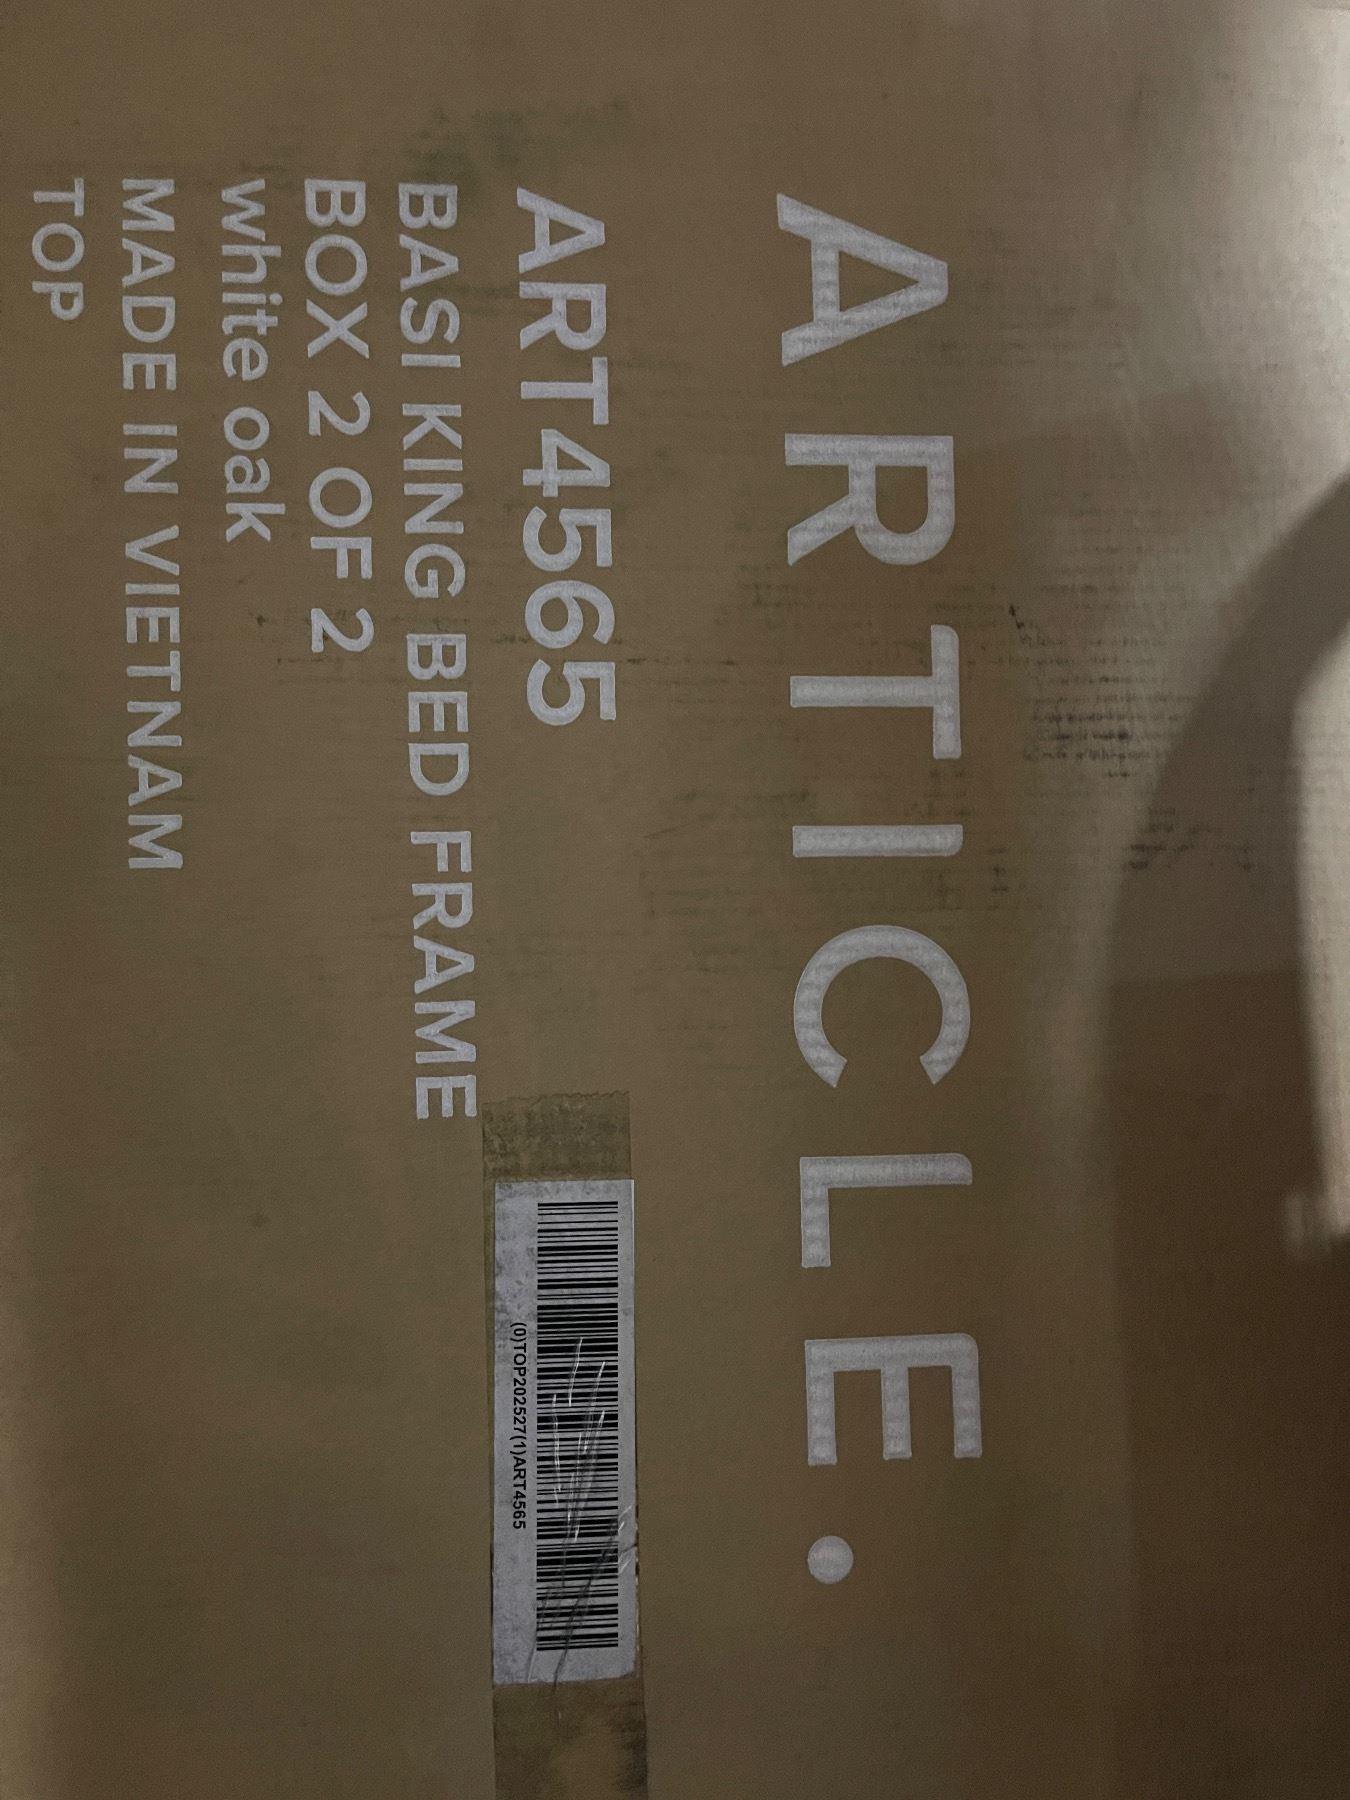 ARTICLE.
ART4565
BASI KING BED FRAME
BOX 2 OF 2
white oak
MADE IN VIETNAM
TOP
(0)TOP202527(1)ART4565